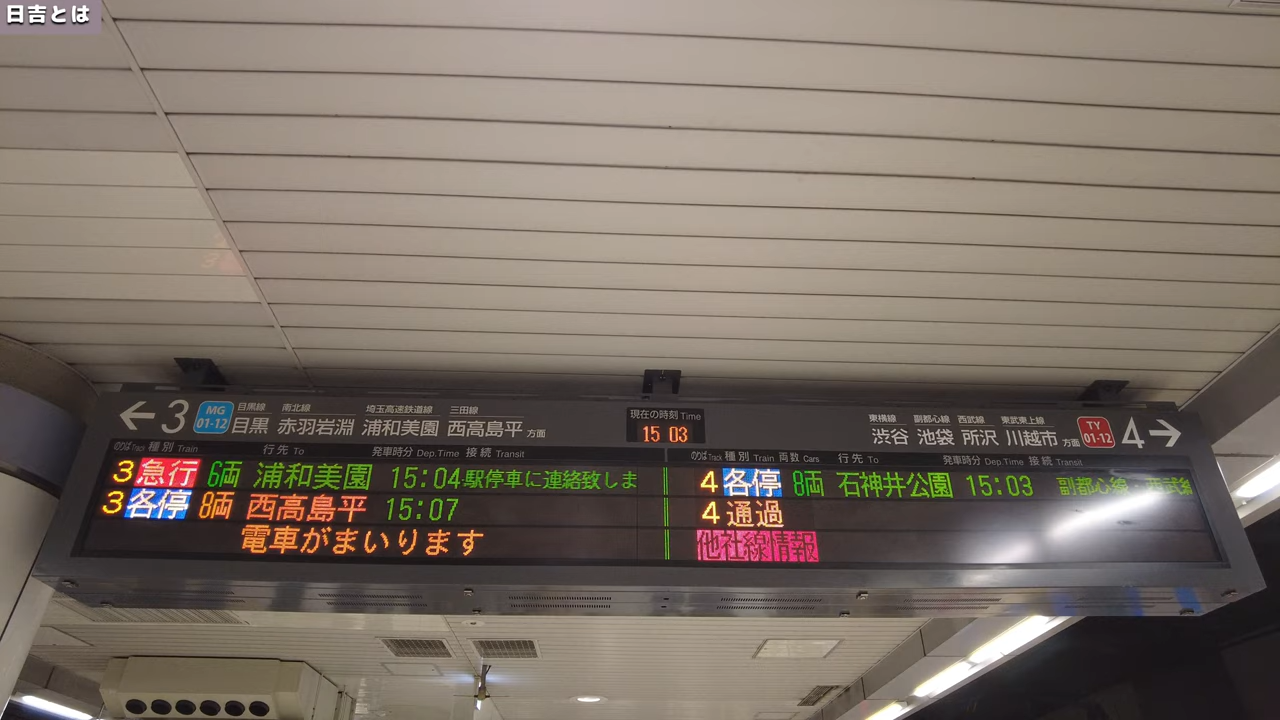 日吉とは
←3 MG 01-12 目黒線 南北線 埼玉高速鉄道線 三田線
目黒 赤羽岩淵 浦和美園 西高島平 方面
現在の時刻 Time
15 03
東横線 副都心線 西武線 東武東上線
渋谷 池袋 所沢 川越市 方面 TY 01-12 4→
のりば Track 種別 Train 行先 To 発車時分 Dep.Time 接続 Transit
3 急行 6両 浦和美園 15:04 駅停車に連絡致しま
3 各停 8両 西高島平 15:07
電車がまいります
のりば Track 種別 Train 両数 Cars 行先 To 発車時分 Dep.Time 接続 Transit
4 各停 8両 石神井公園 15:03 副都心線・西武線
4 通過
他社線情報